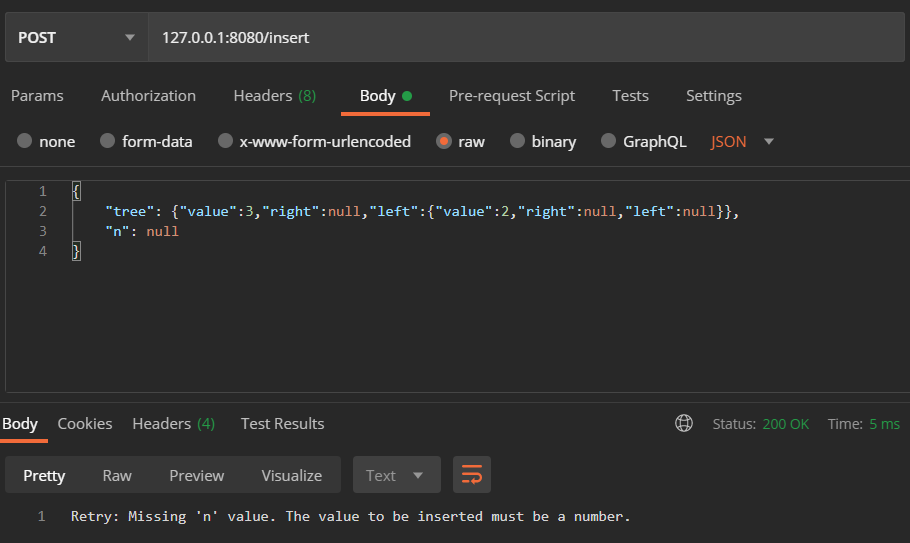 POST 127.0.0.1:8080/insert
Params Authorization Headers (8) Body Pre-request Script Tests Settings
none form-data x-www-form-urlencoded raw binary GraphQL JSON
1 {
2 "tree": {"value":3,"right":null,"left":{"value":2,"right":null,"left":null}},
3 "n": null
4 }
Body Cookies Headers (4) Test Results Status: 200 OK Time: 5 ms
Pretty Raw Preview Visualize Text
1 Retry: Missing 'n' value. The value to be inserted must be a number.